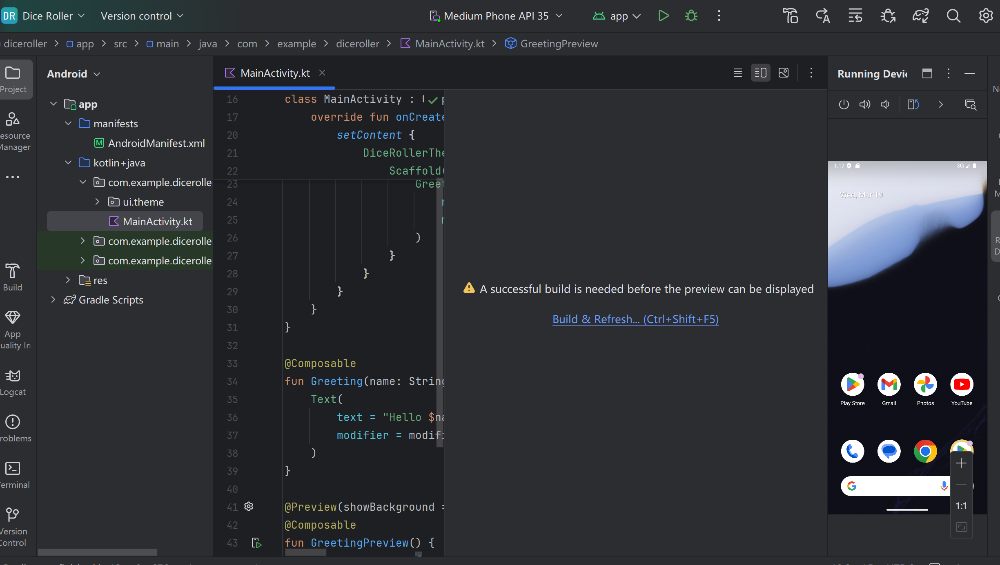 DR Dice Roller Version control Medium Phone API 35 app
diceroller app src main java com example diceroller MainActivity.kt GreetingPreview
Project
esource
Manager
Build
App
uality In
Logcat
roblems
erminal
Version
Control
Android
app
manifests
AndroidManifest.xml
kotlin+java
com.example.dicerolle
ui.theme
MainActivity.kt
com.example.dicerolle
com.example.dicerolle
res
Gradle Scripts
MainActivity.kt
16 class MainActivity : (
17 override fun onCreate
20 setContent {
21 DiceRollerThe
22 Scaffold(
23 Greet
24
25
26 )
27 }
28 }
29 }
30 }
31 }
32
33 @Composable
34 fun Greeting(name: String
35 Text(
36 text = "Hello $na
37 modifier = modifi
38 )
39 }
40
41 @Preview(showBackground =
42 @Composable
43 fun GreetingPreview() {
A successful build is needed before the preview can be displayed
Build & Refresh... (Ctrl+Shift+F5)
Running Devic
1:17 3G
Wed, Mar 19
Play Store Gmail Photos YouTube
1:1